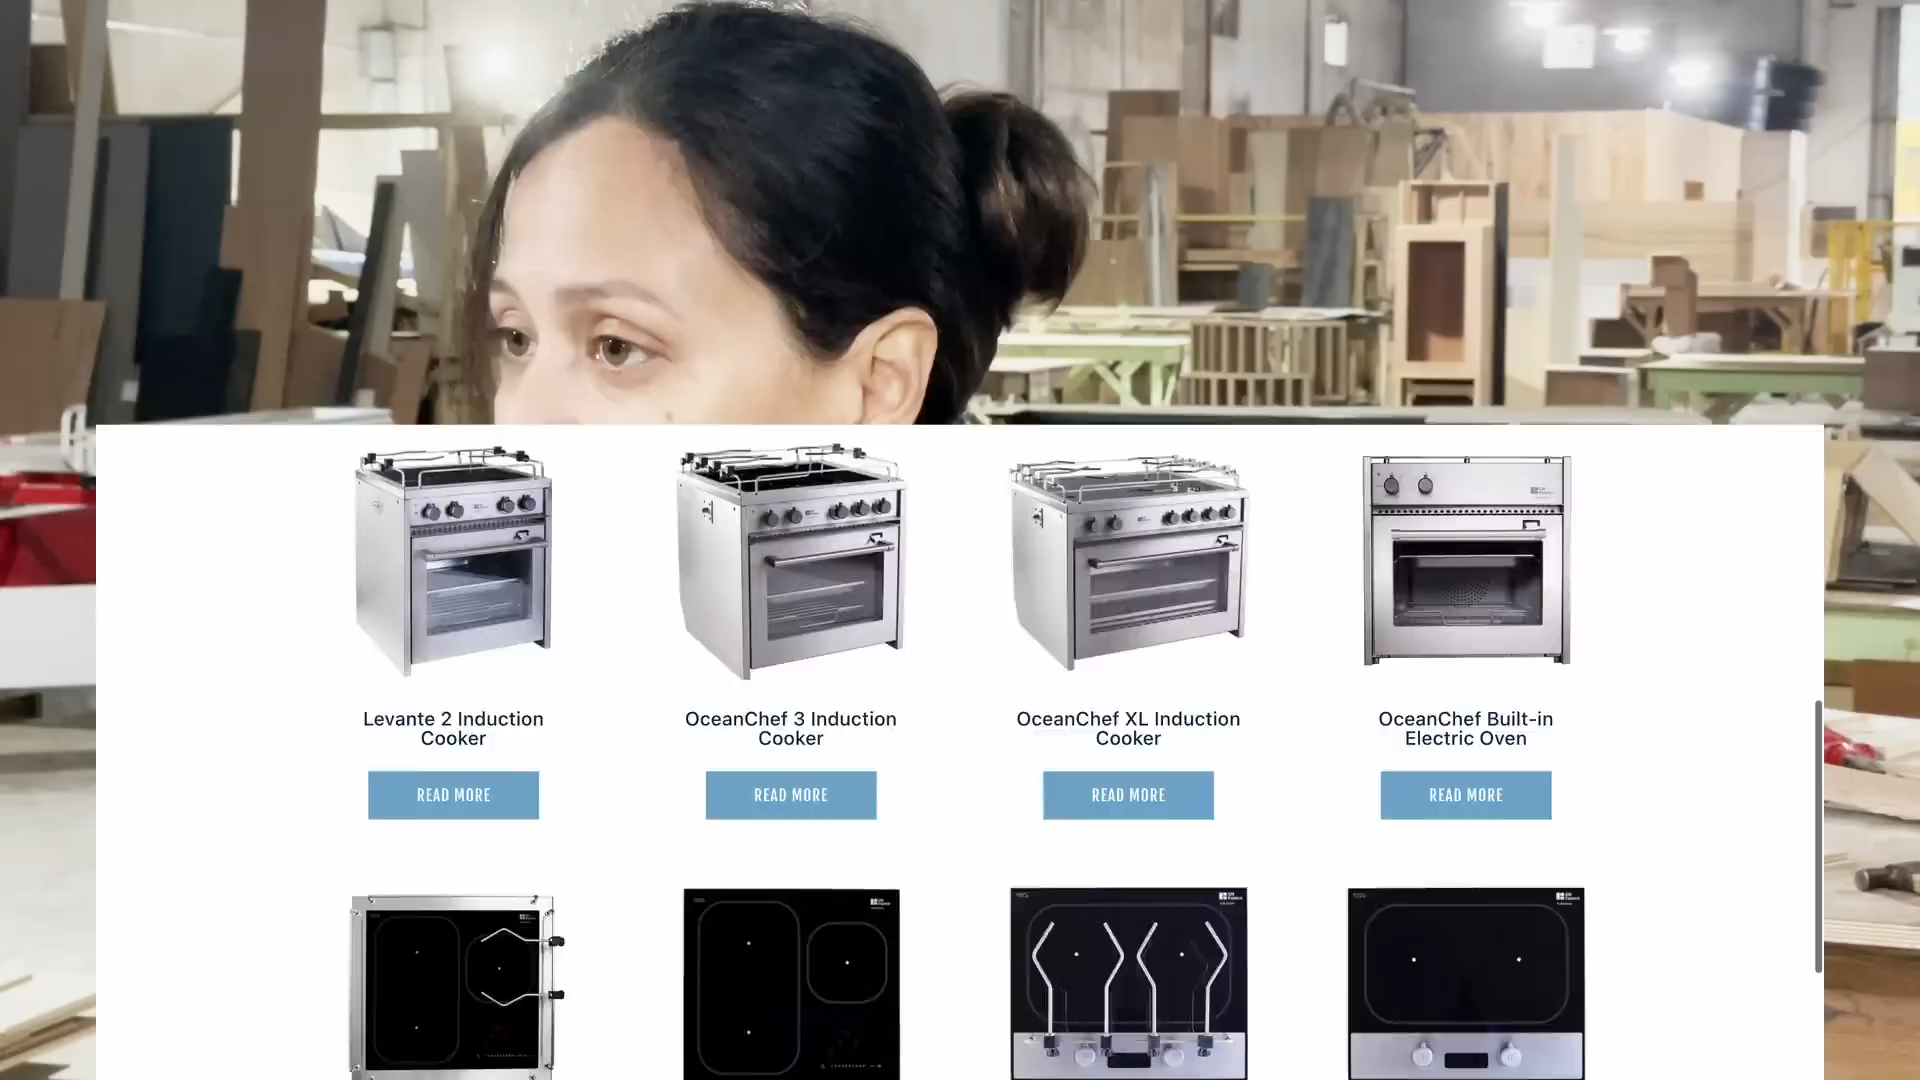 Levante 2 Induction
Cooker
OceanChef 3 Induction
Cooker
OceanChef XL Induction
Cooker
OceanChef Built-in
Electric Oven
READ MORE
READ MORE
READ MORE
READ MORE